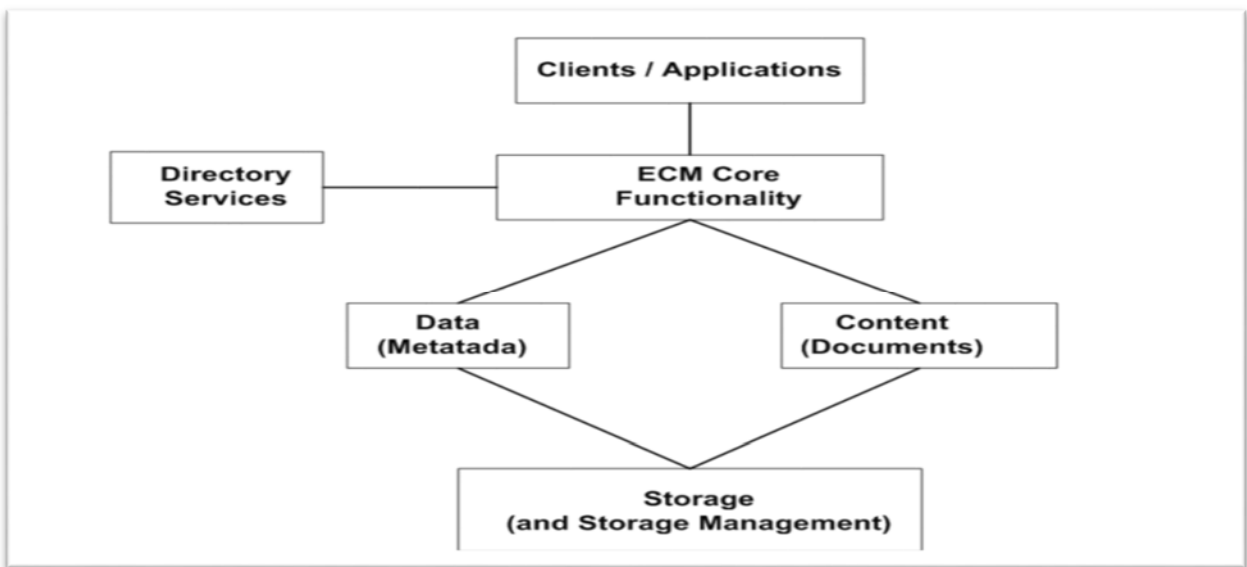 Clients / Applications
Directory
Services
ECM Core
Functionality
Data
(Metatada)
Content
(Documents)
Storage
(and Storage Management)